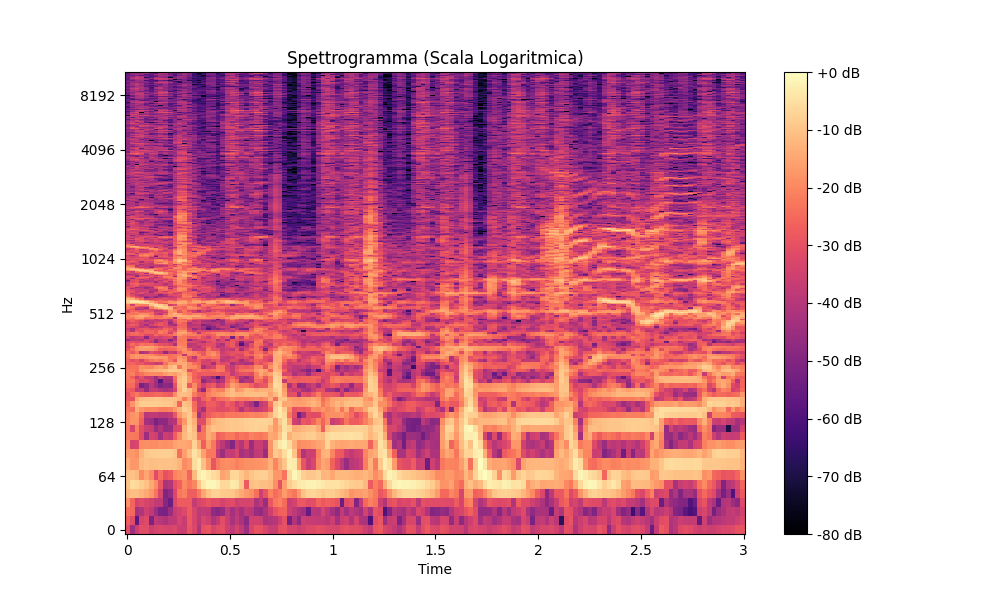 Spettrogramma (Scala Logaritmica)
Hz
8192
4096
2048
1024
512
256
128
64
0
0
0.5
1
1.5
2
2.5
3
Time
+0 dB
-10 dB
-20 dB
-30 dB
-40 dB
-50 dB
-60 dB
-70 dB
-80 dB